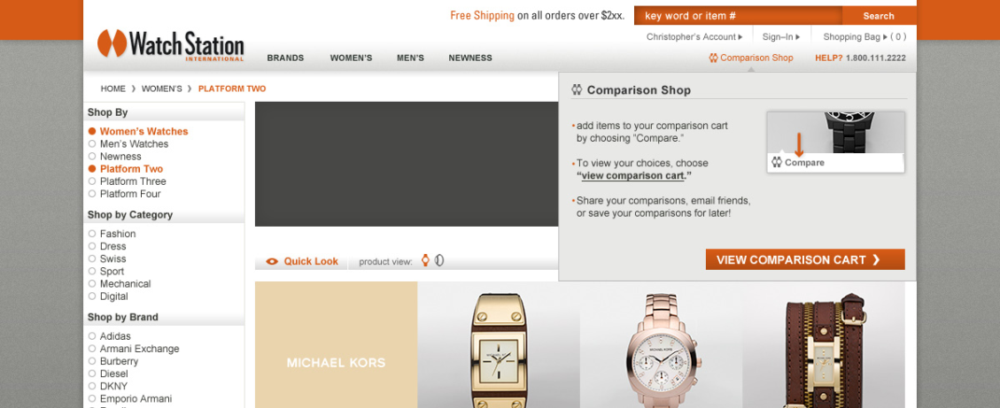 Free Shipping on all orders over $2xx.
key word or item #
Search
Christopher's Account
Sign–In
Shopping Bag ( 0 )
Watch Station
INTERNATIONAL
BRANDS
WOMEN'S
MEN'S
NEWNESS
Comparison Shop
HELP? 1.800.111.2222
HOME ❯ WOMEN'S ❯ PLATFORM TWO
Shop By
Women's Watches
Men's Watches
Newness
Platform Two
Platform Three
Platform Four
Shop by Category
Fashion
Dress
Swiss
Sport
Mechanical
Digital
Shop by Brand
Adidas
Armani Exchange
Burberry
Diesel
DKNY
Emporio Armani
Comparison Shop
•add items to your comparison cart
by choosing "Compare."
•To view your choices, choose
"view comparison cart."
•Share your comparisons, email friends,
or save your comparisons for later!
Compare
VIEW COMPARISON CART ❯
Quick Look
product view:
MICHAEL KORS